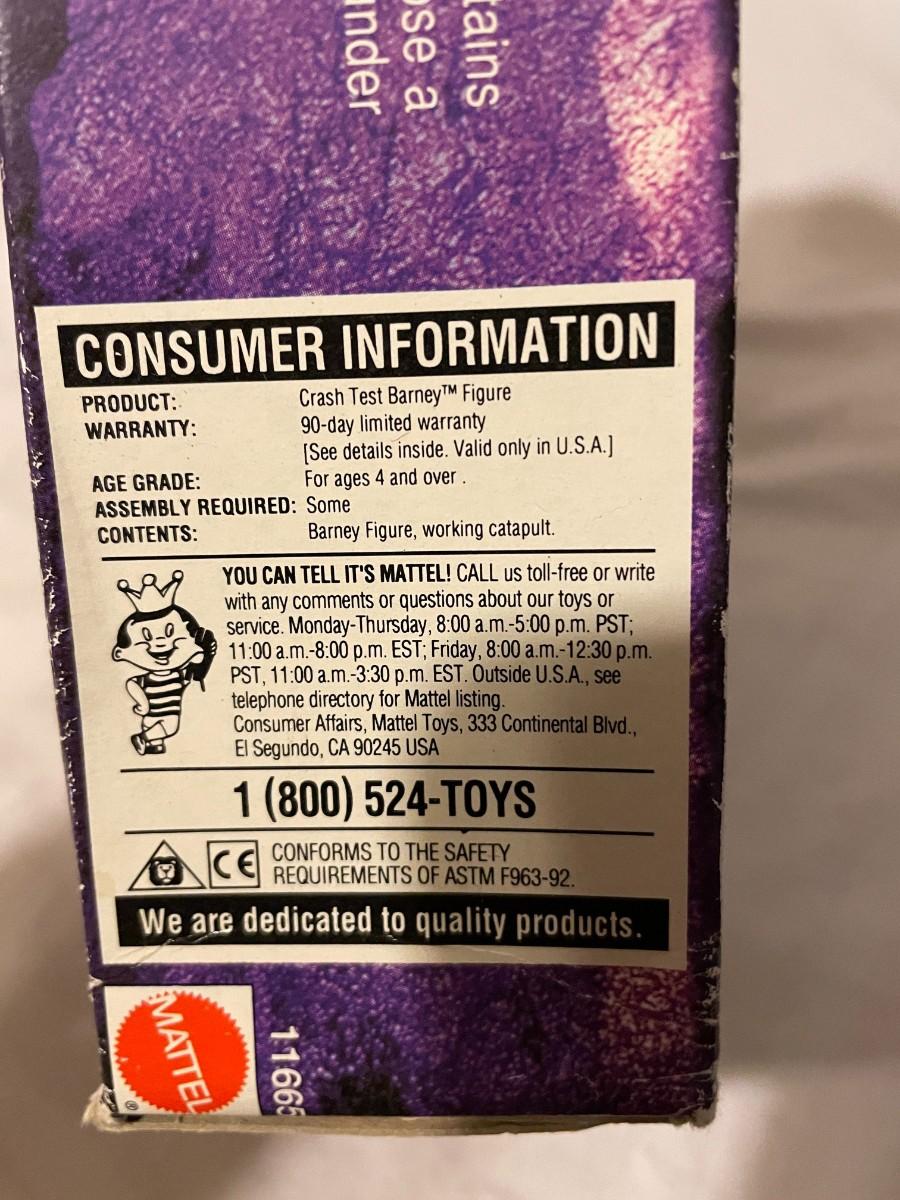 tains
ose a
under
CONSUMER INFORMATION
PRODUCT: Crash Test Barney™ Figure
WARRANTY: 90-day limited warranty
[See details inside. Valid only in U.S.A.]
AGE GRADE: For ages 4 and over .
ASSEMBLY REQUIRED: Some
CONTENTS: Barney Figure, working catapult.
YOU CAN TELL IT'S MATTEL! CALL us toll-free or write
with any comments or questions about our toys or
service. Monday-Thursday, 8:00 a.m.-5:00 p.m. PST;
11:00 a.m.-8:00 p.m. EST; Friday, 8:00 a.m.-12:30 p.m.
PST, 11:00 a.m.-3:30 p.m. EST. Outside U.S.A., see
telephone directory for Mattel listing.
Consumer Affairs, Mattel Toys, 333 Continental Blvd.,
El Segundo, CA 90245 USA
1 (800) 524-TOYS
CE CONFORMS TO THE SAFETY
REQUIREMENTS OF ASTM F963-92.
We are dedicated to quality products.
MATTEL ®
11665